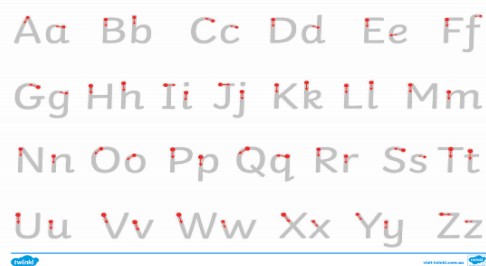 Aa Bb Cc Dd Ee Ff
Gg Hh Ii Jj Kk Ll Mm
Nn Oo Pp Qq Rr Ss Tt
Uu Vv Ww Xx Yy Zz
twinkl visit twinkl.com.au twinkl